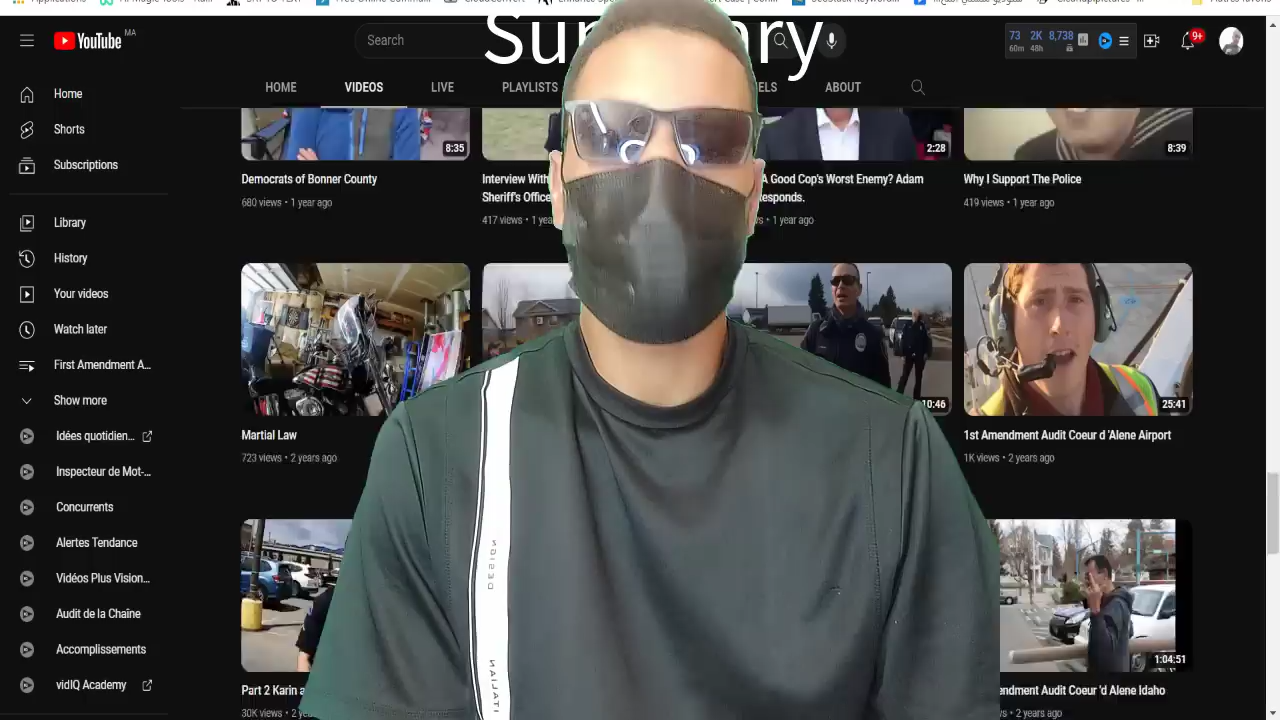 Applications
YouTube MA
Search
73 2K 8,738
60m 48h
9+
HOME VIDEOS LIVE PLAYLISTS ABOUT
Home
Shorts
Subscriptions
Library
History
Your videos
Watch later
First Amendment A...
Show more
Idées quotidien...
Inspecteur de Mot-...
Concurrents
Alertes Tendance
Vidéos Plus Vision...
Audit de la Chaîne
Accomplissements
vidIQ Academy
8:35
2:28
8:39
Democrats of Bonner County
680 views • 1 year ago
Interview With
Sheriff's Office
417 views • 1 yea
A Good Cop's Worst Enemy? Adam
esponds.
1 year ago
Why I Support The Police
419 views • 1 year ago
10:46
25:41
Martial Law
723 views • 2 years ago
1st Amendment Audit Coeur d 'Alene Airport
1K views • 2 years ago
1:04:51
Part 2 Karin a
30K views • 2 ye
endment Audit Coeur 'd Alene Idaho
ws • 2 years ago